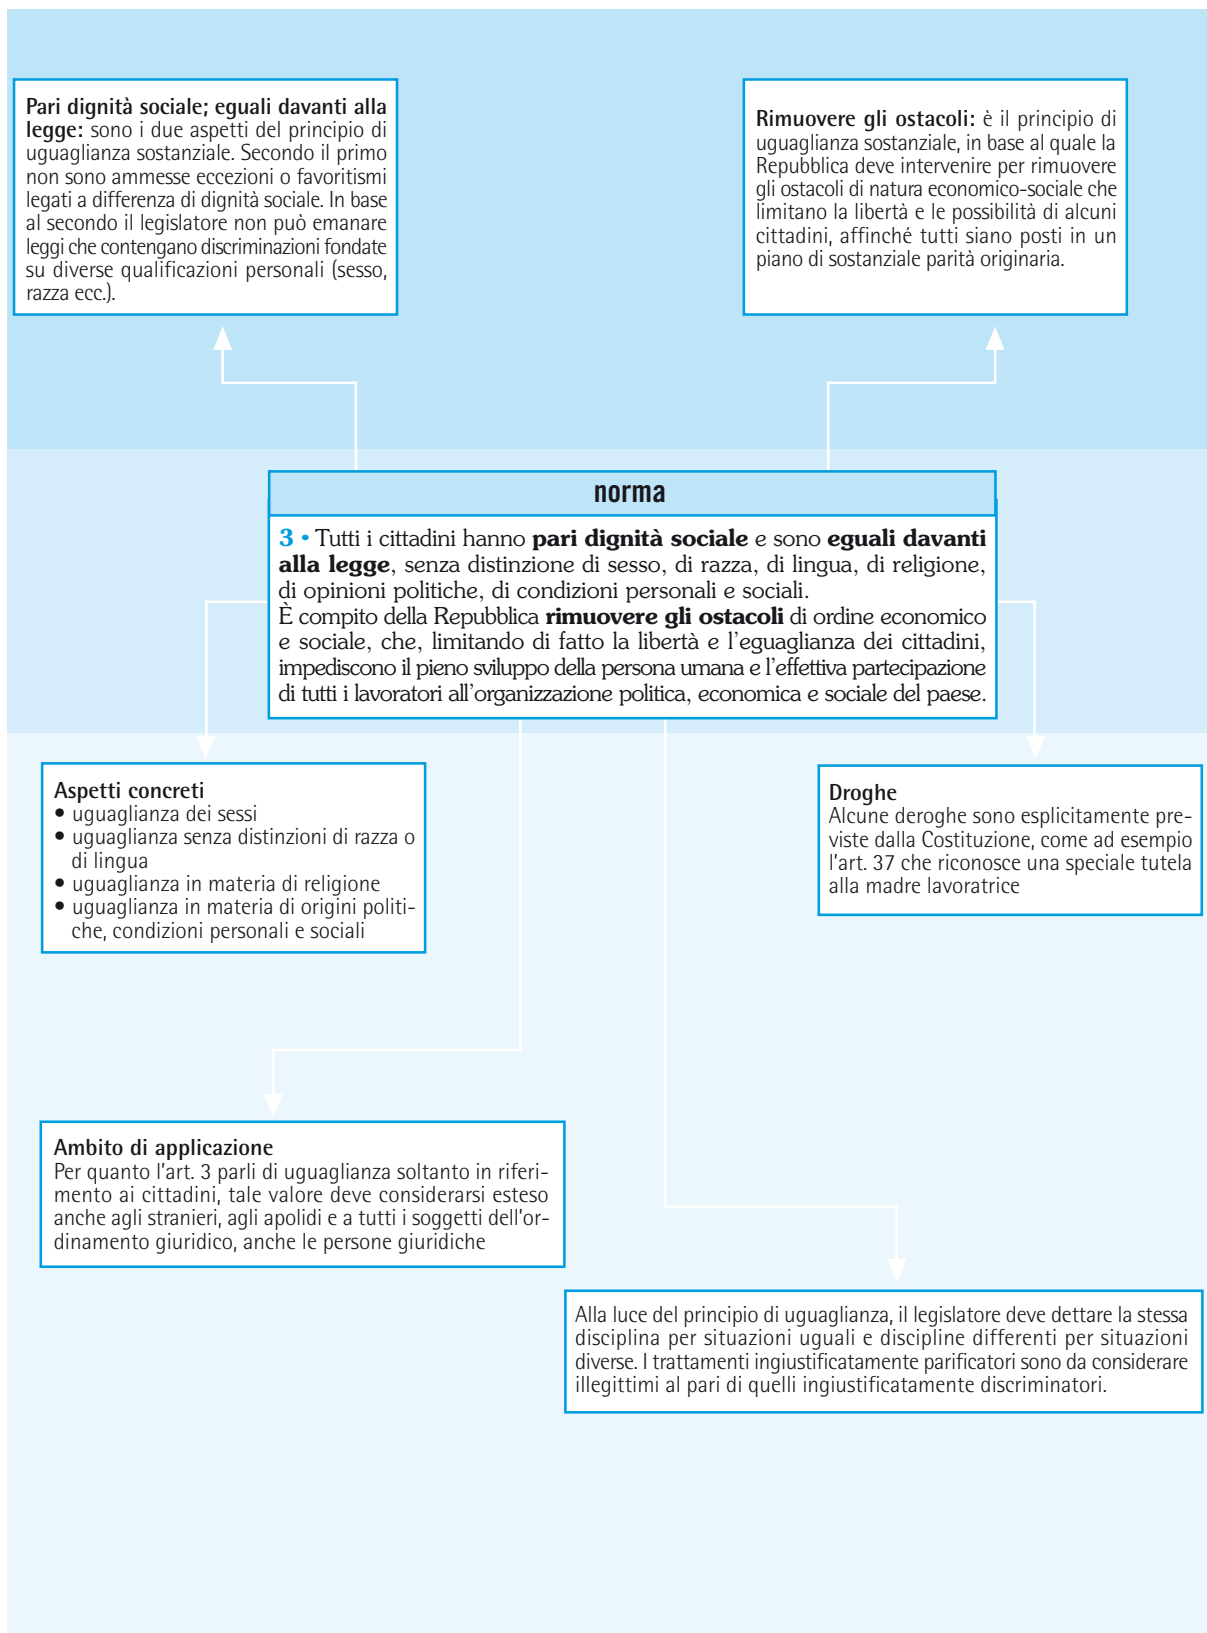 Pari dignità sociale; eguali davanti alla
legge: sono i due aspetti del principio di
uguaglianza sostanziale. Secondo il primo
non sono ammesse eccezioni o favoritismi
legati a differenza di dignità sociale. In base
al secondo il legislatore non può emanare
leggi che contengano discriminazioni fondate
su diverse qualificazioni personali (sesso,
razza ecc.).
Rimuovere gli ostacoli: è il principio di
uguaglianza sostanziale, in base al quale la
Repubblica deve intervenire per rimuovere
gli ostacoli di natura economico-sociale che
limitano la libertà e le possibilità di alcuni
cittadini, affinché tutti siano posti in un
piano di sostanziale parità originaria.
norma
3 • Tutti i cittadini hanno pari dignità sociale e sono eguali davanti
alla legge, senza distinzione di sesso, di razza, di lingua, di religione,
di opinioni politiche, di condizioni personali e sociali.
È compito della Repubblica rimuovere gli ostacoli di ordine economico
e sociale, che, limitando di fatto la libertà e l'eguaglianza dei cittadini,
impediscono il pieno sviluppo della persona umana e l'effettiva partecipazione
di tutti i lavoratori all'organizzazione politica, economica e sociale del paese.
Aspetti concreti
• uguaglianza dei sessi
• uguaglianza senza distinzioni di razza o
di lingua
• uguaglianza in materia di religione
• uguaglianza in materia di origini politi-
che, condizioni personali e sociali
Droghe
Alcune deroghe sono esplicitamente pre-
viste dalla Costituzione, come ad esempio
l'art. 37 che riconosce una speciale tutela
alla madre lavoratrice
Ambito di applicazione
Per quanto l'art. 3 parli di uguaglianza soltanto in riferi-
mento ai cittadini, tale valore deve considerarsi esteso
anche agli stranieri, agli apolidi e a tutti i soggetti dell'or-
dinamento giuridico, anche le persone giuridiche
Alla luce del principio di uguaglianza, il legislatore deve dettare la stessa
disciplina per situazioni uguali e discipline differenti per situazioni
diverse. I trattamenti ingiustificatamente parificatori sono da considerare
illegittimi al pari di quelli ingiustificatamente discriminatori.